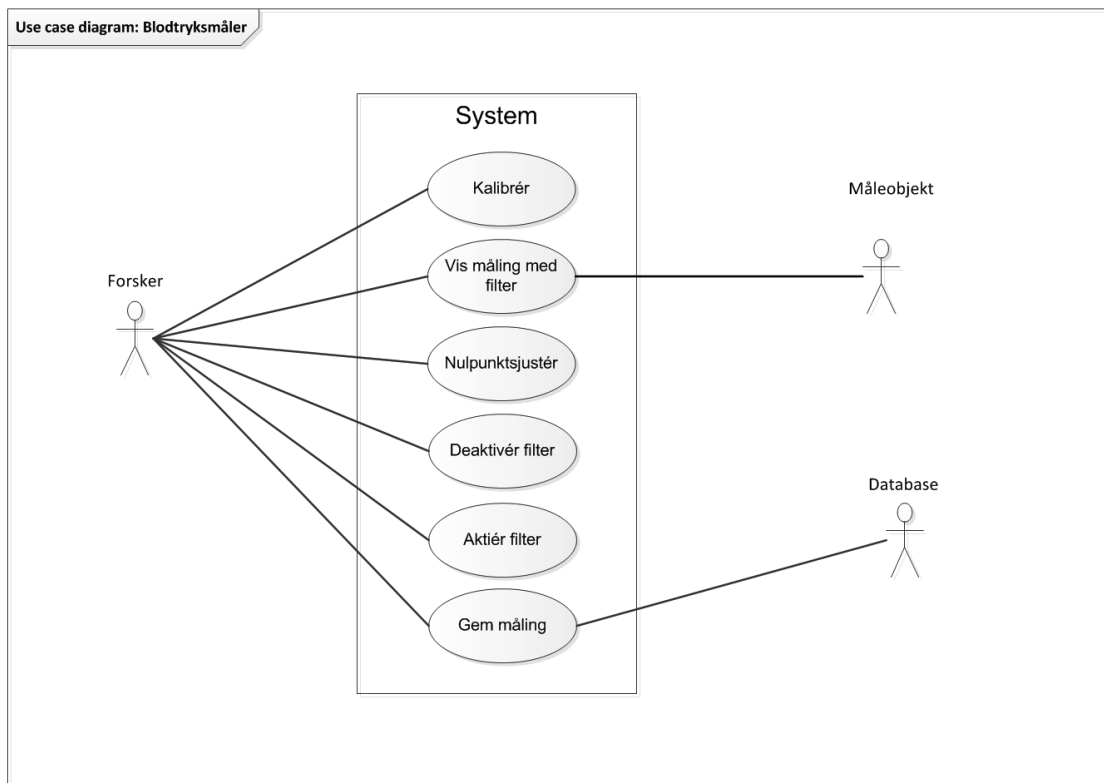 Use case diagram: Blodtryksmåler
System
Kalibrér
Måleobjekt
Vis måling med
filter
Forsker
Nulpunktsjustér
Deaktivér filter
Database
Aktiér filter
Gem måling